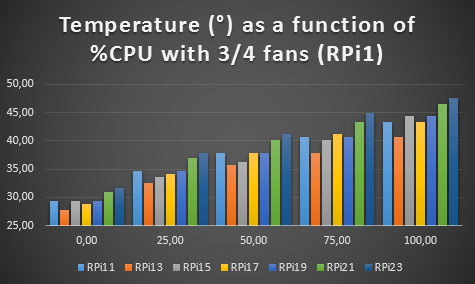 Temperature (°) as a function of
%CPU with 3/4 fans (RPi1)
50,00
45,00
40,00
35,00
30,00
25,00
0,00 25,00 50,00 75,00 100,00
RPi11 RPi13 RPi15 RPi17 RPi19 RPi21 RPi23